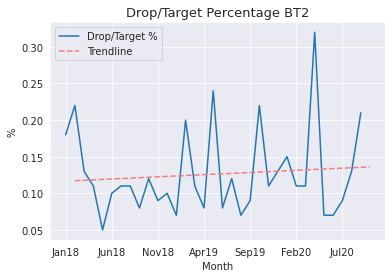 Drop/Target Percentage BT2
Drop/Target %
Trendline
0.30
0.25
0.20
0.15
0.10
0.05
%
Jan18 Jun18 Nov18 Apr19 Sep19 Feb20 Jul20
Month